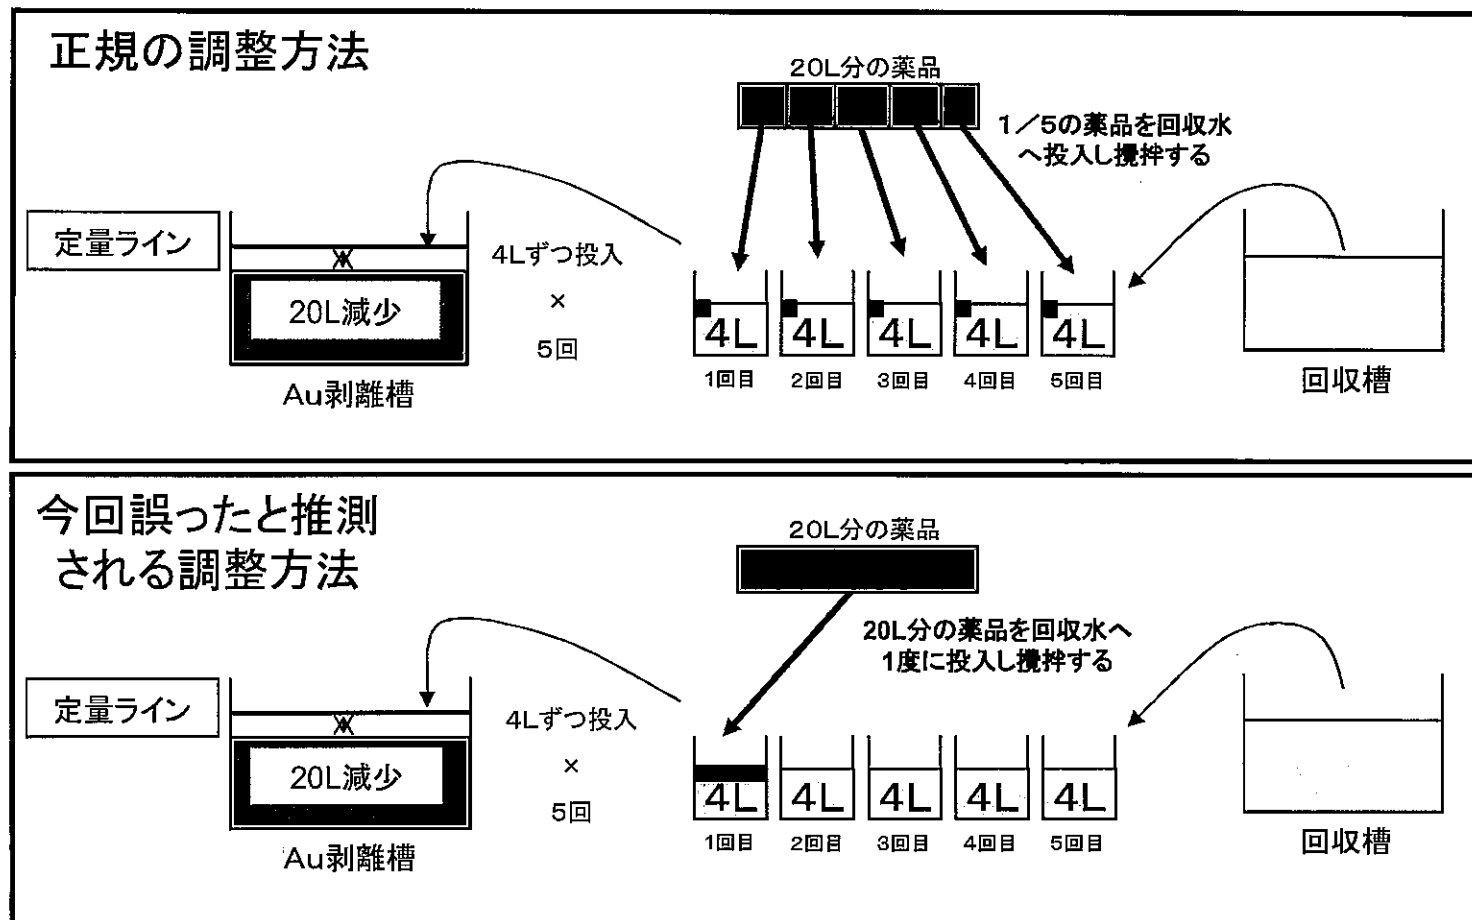 正規の調整方法
20L分の薬品
1/5の薬品を回収水
へ投入し攪拌する
定量ライン
4Lずつ投入
×
5回
20L減少
4L
4L
4L
4L
4L
1回目
2回目
3回目
4回目
5回目
Au剥離槽
回収槽
今回誤ったと推測
される調整方法
20L分の薬品
20L分の薬品を回収水へ
1度に投入し攪拌する
定量ライン
4Lずつ投入
×
5回
20L減少
4L
4L
4L
4L
4L
1回目
2回目
3回目
4回目
5回目
Au剥離槽
回収槽